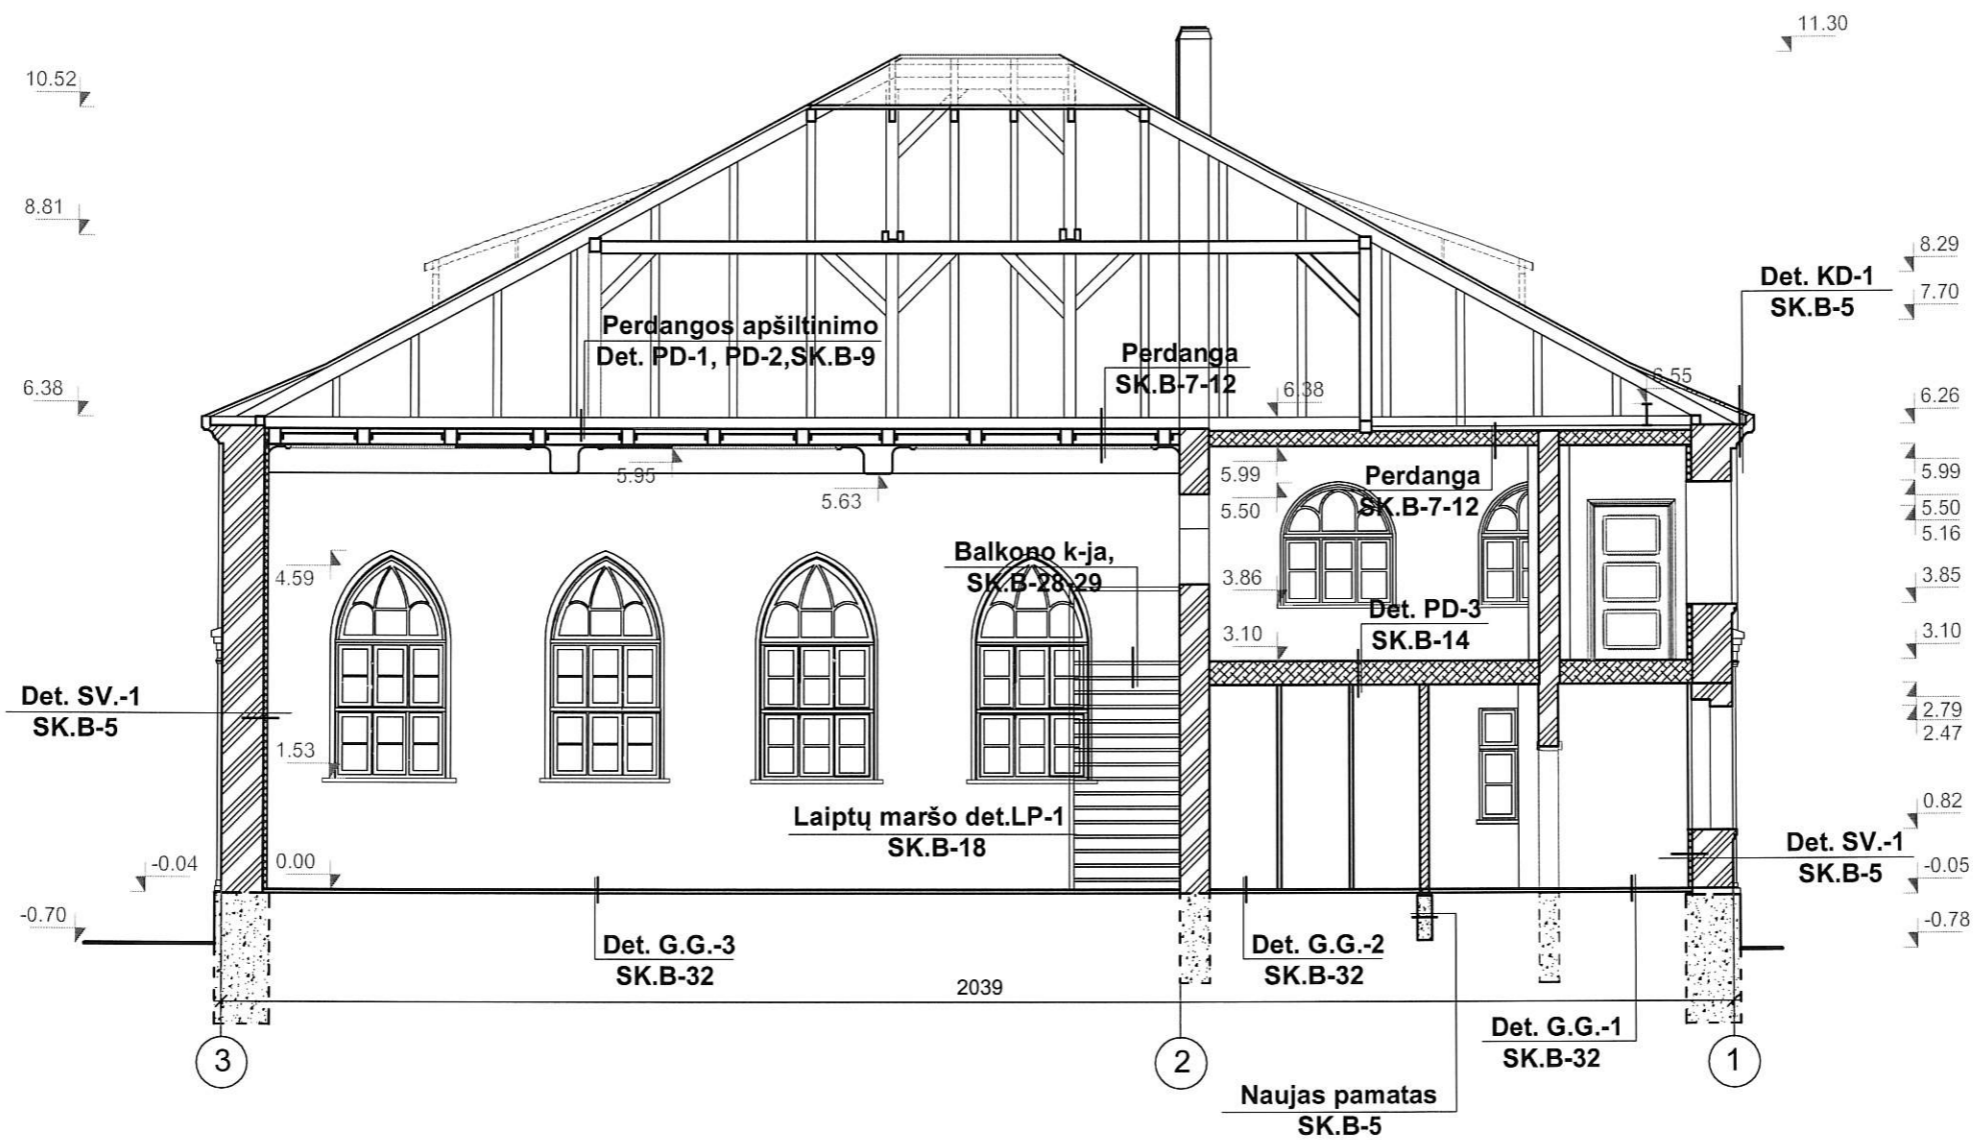 11.30
10.52
8.81
8.29
Det. KD-1
SK.B-5
7.70
Perdangos apšiltinimo
Det. PD-1, PD-2,SK.B-9
Perdanga
SK.B-7-12
6.38
6.38
6.55
6.26
5.95
5.63
5.99
5.50
Perdanga
SK.B-7-12
5.99
5.50
5.16
4.59
Balkono k-ja,
SK.B-28-29
3.86
3.85
Det. PD-3
SK.B-14
3.10
3.10
Det. SV.-1
SK.B-5
2.79
2.47
1.53
Laiptų maršo det.LP-1
SK.B-18
0.82
Det. SV.-1
SK.B-5
-0.04
0.00
-0.05
-0.70
-0.78
Det. G.G.-3
SK.B-32
Det. G.G.-2
SK.B-32
2039
Det. G.G.-1
SK.B-32
3
2
1
Naujas pamatas
SK.B-5